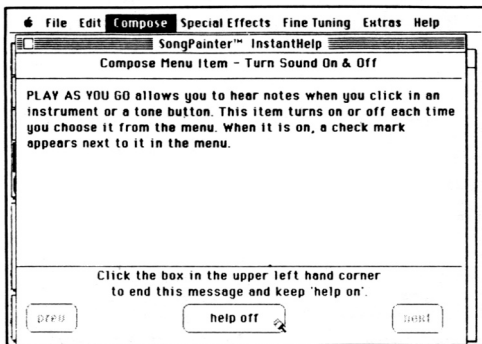 File Edit Compose Special Effects Fine Tuning Extras Help
SongPainter™ InstantHelp
Compose Menu Item - Turn Sound On & Off
PLAY AS YOU GO allows you to hear notes when you click in an
instrument or a tone button. This item turns on or off each time
you choose it from the menu. When it is on, a check mark
appears next to it in the menu.
Click the box in the upper left hand corner
to end this message and keep 'help on'.
prev help off next